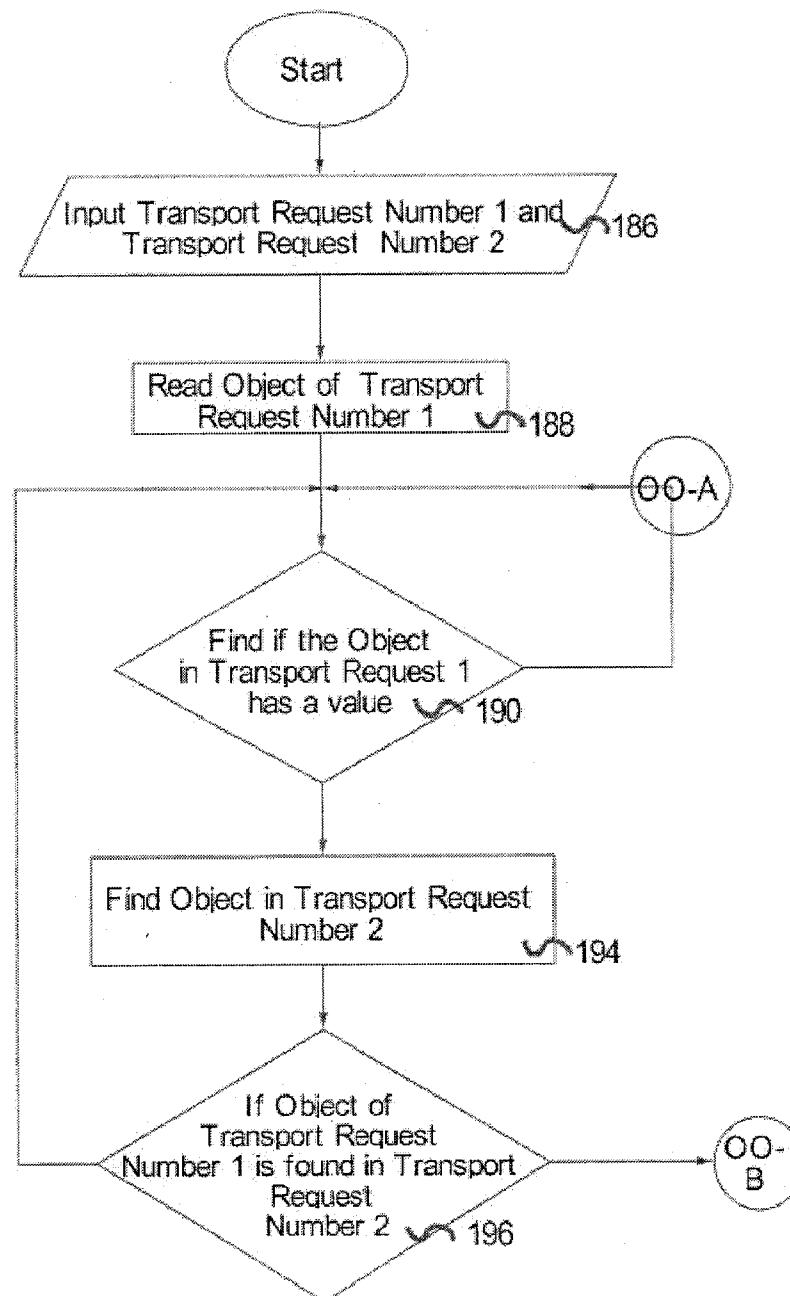 Start
Input Transport Request Number 1 and
Transport Request Number 2
186
Read Object of Transport
Request Number 1
188
OO-A
Find if the Object
in Transport Request 1
has a value
190
Find Object in Transport Request
Number 2
194
If Object of
Transport Request
Number 1 is found in Transport
Request
Number 2
196
OO-
B